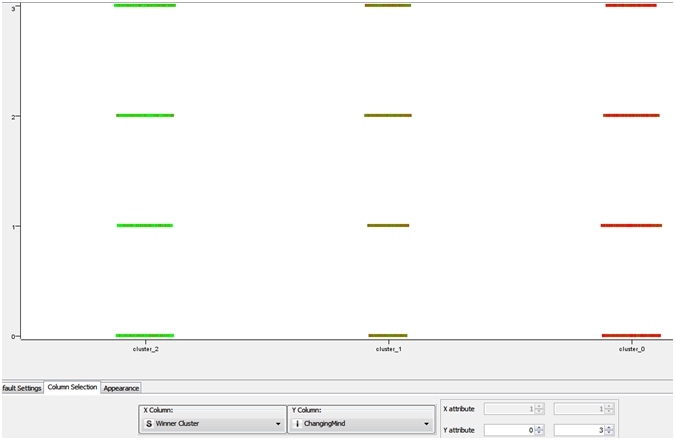 3
2
1
0
cluster_2 cluster_1 cluster_0
fault Settings Column Selection Appearance
X Column: Y Column:
S Winner Cluster I ChangingMind
X attribute 1 1
Y attribute 0 3